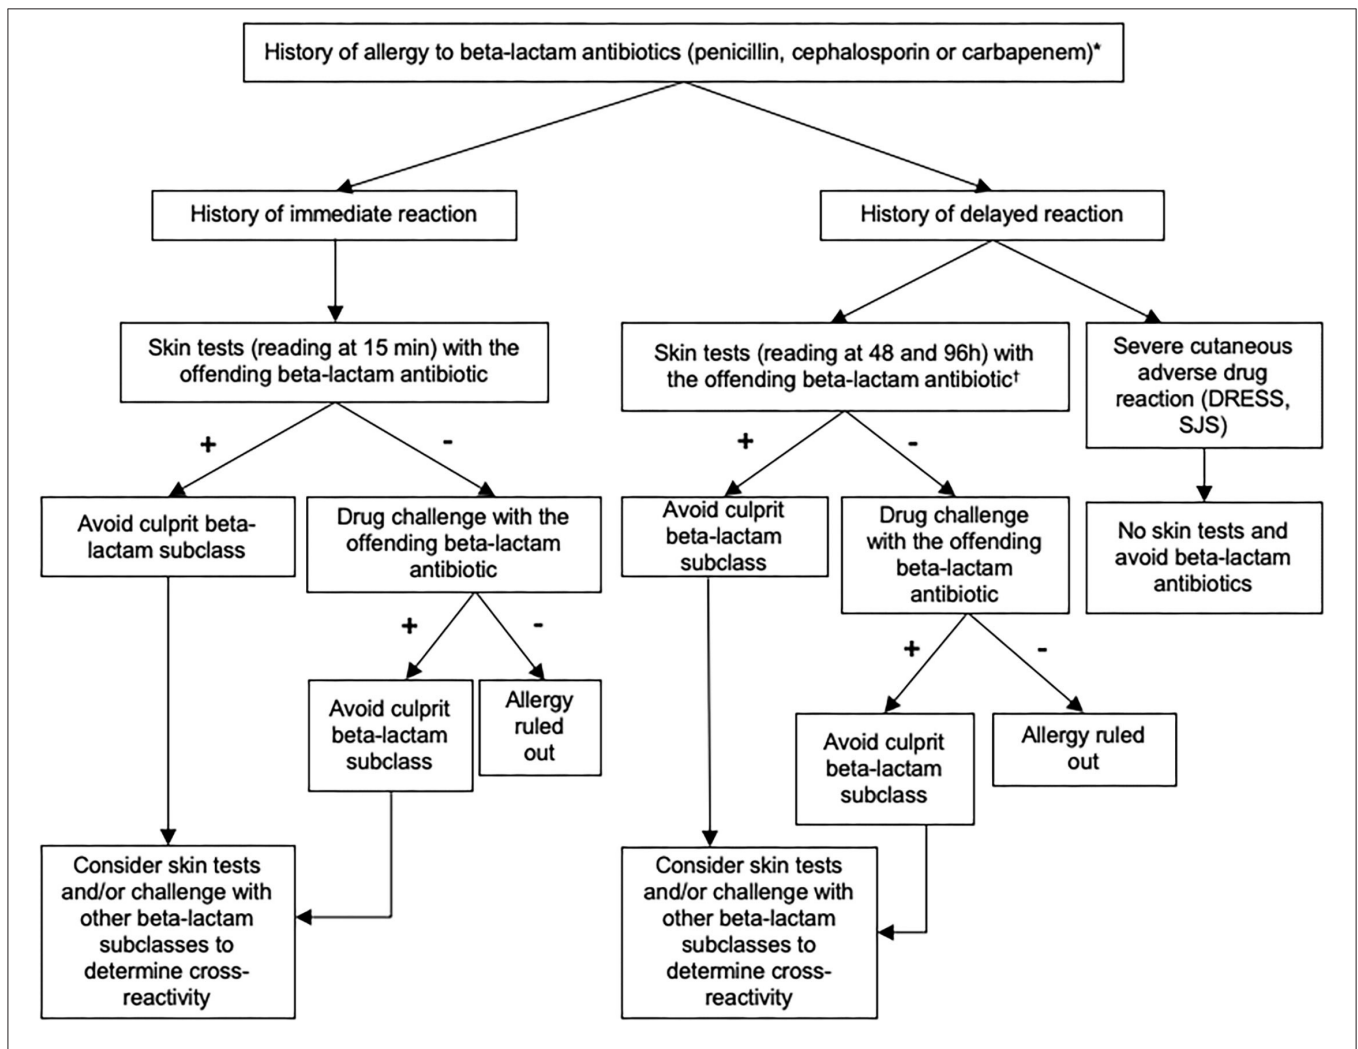 History of allergy to beta-lactam antibiotics (penicillin, cephalosporin or carbapenem)*
History of immediate reaction
History of delayed reaction
Skin tests (reading at 15 min) with the
offending beta-lactam antibiotic
Skin tests (reading at 48 and 96h) with
the offending beta-lactam antibiotic†
Severe cutaneous
adverse drug
reaction (DRESS,
SJS)
+
-
+
-
Avoid culprit beta-
lactam subclass
Drug challenge with the
offending beta-lactam
antibiotic
Avoid culprit
beta-lactam
subclass
Drug challenge
with the offending
beta-lactam
antibiotic
No skin tests and
avoid beta-lactam
antibiotics
+
-
+
-
Avoid culprit
beta-lactam
subclass
Allergy
ruled
out
Avoid culprit
beta-lactam
subclass
Allergy ruled
out
Consider skin tests
and/or challenge with
other beta-lactam
subclasses to
determine cross-
reactivity
Consider skin tests
and/or challenge with
other beta-lactam
subclasses to
determine cross-
reactivity